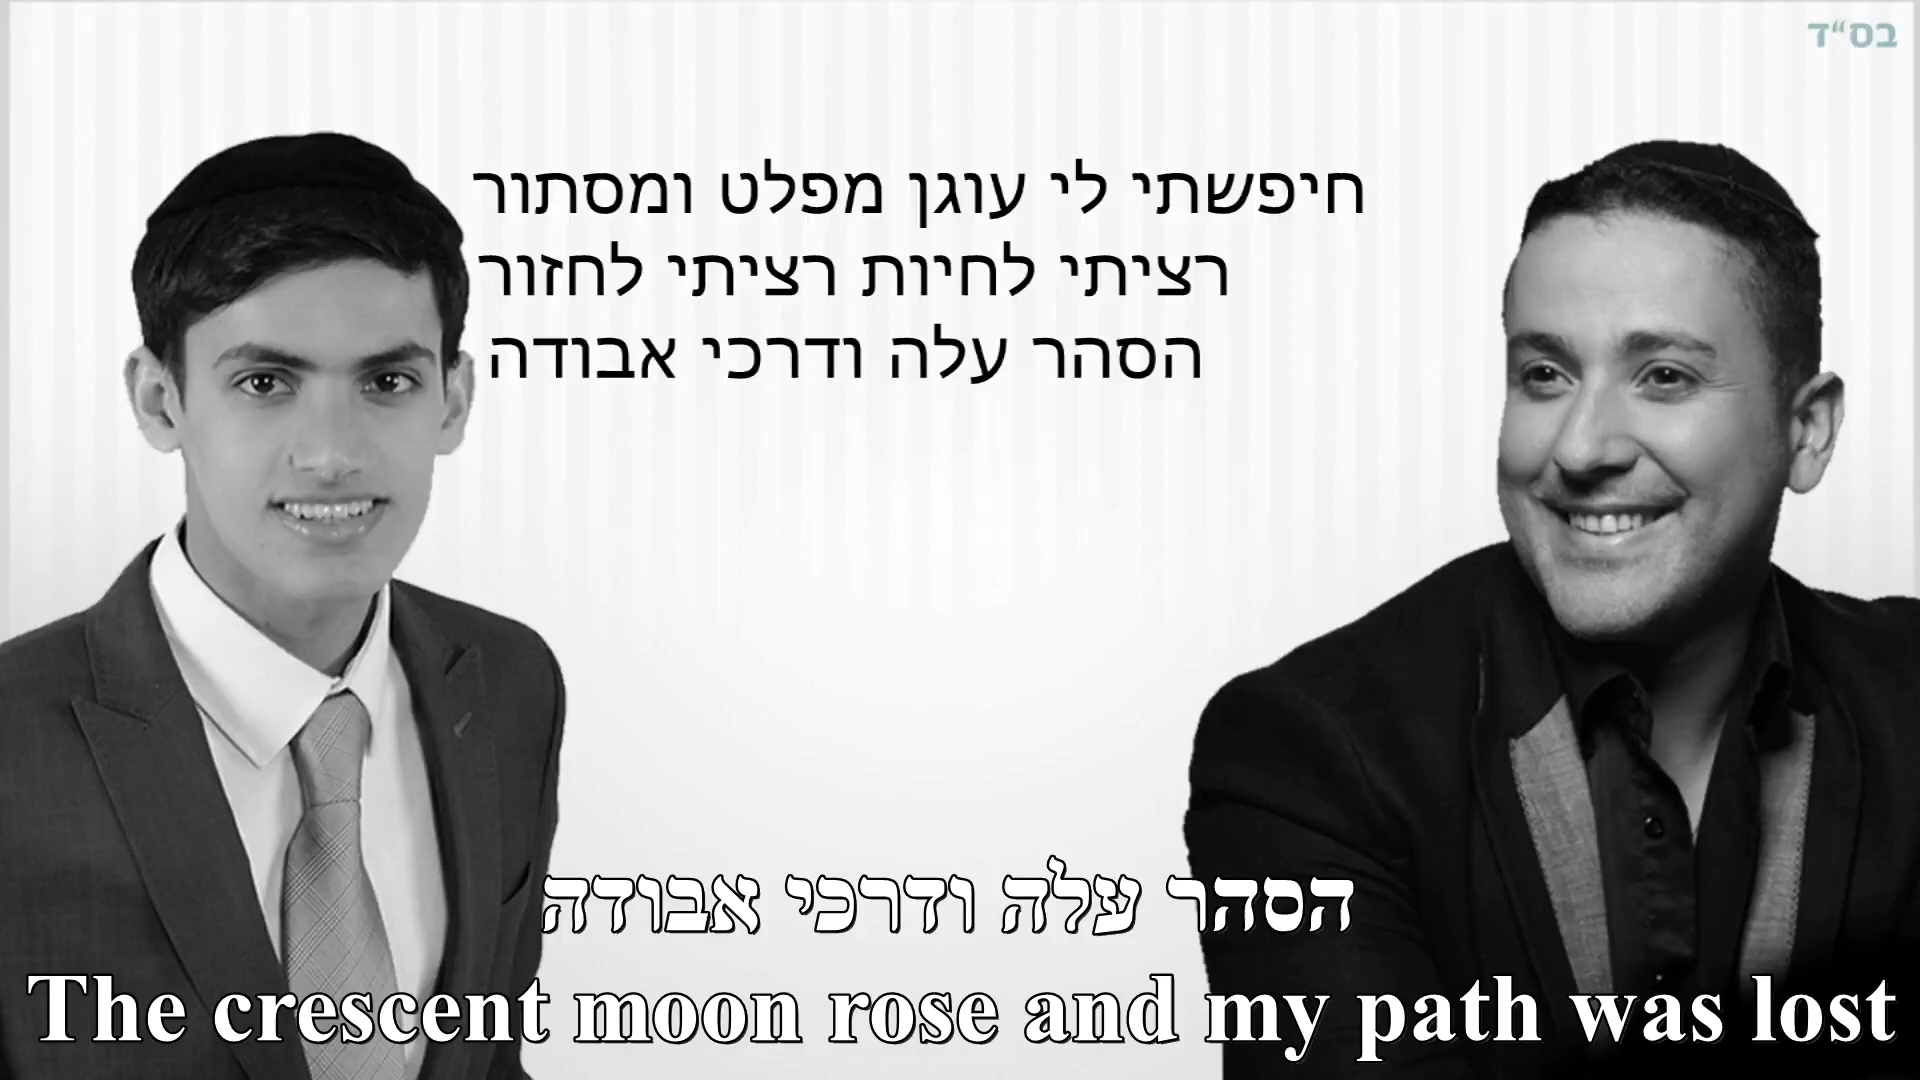 בס"ד
חיפשתי לי עוגן מפלט ומסתור
רציתי לחיות רציתי לחזור
הסהר עלה ודרכי אבודה
הסהר עלה ודרכי אבודה
The crescent moon rose and my path was lost